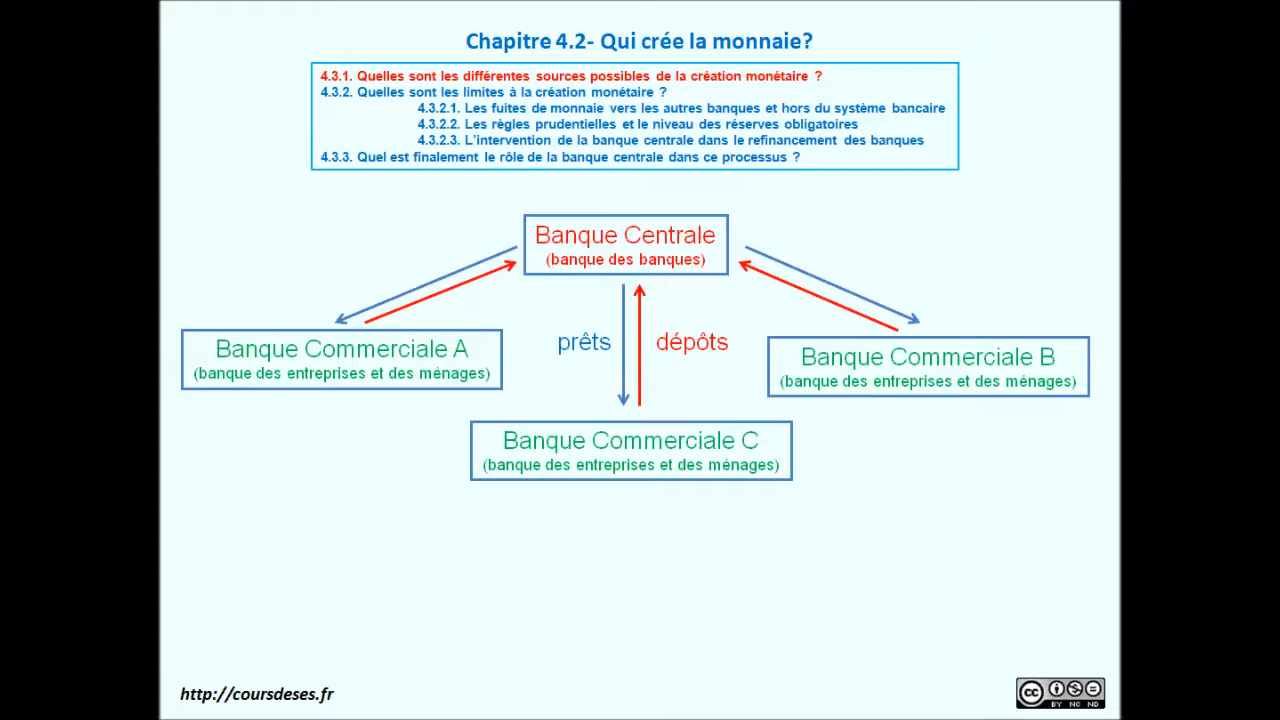 Chapitre 4.2- Qui crée la monnaie?
4.3.1. Quelles sont les différentes sources possibles de la création monétaire ?
4.3.2. Quelles sont les limites à la création monétaire ?
4.3.2.1. Les fuites de monnaie vers les autres banques et hors du système bancaire
4.3.2.2. Les règles prudentielles et le niveau des réserves obligatoires
4.3.2.3. L'intervention de la banque centrale dans le refinancement des banques
4.3.3. Quel est finalement le rôle de la banque centrale dans ce processus ?
Banque Centrale
(banque des banques)
Banque Commerciale A
(banque des entreprises et des ménages)
prêts
dépôts
Banque Commerciale B
(banque des entreprises et des ménages)
Banque Commerciale C
(banque des entreprises et des ménages)
http://coursdeses.fr
cc
BY NC ND